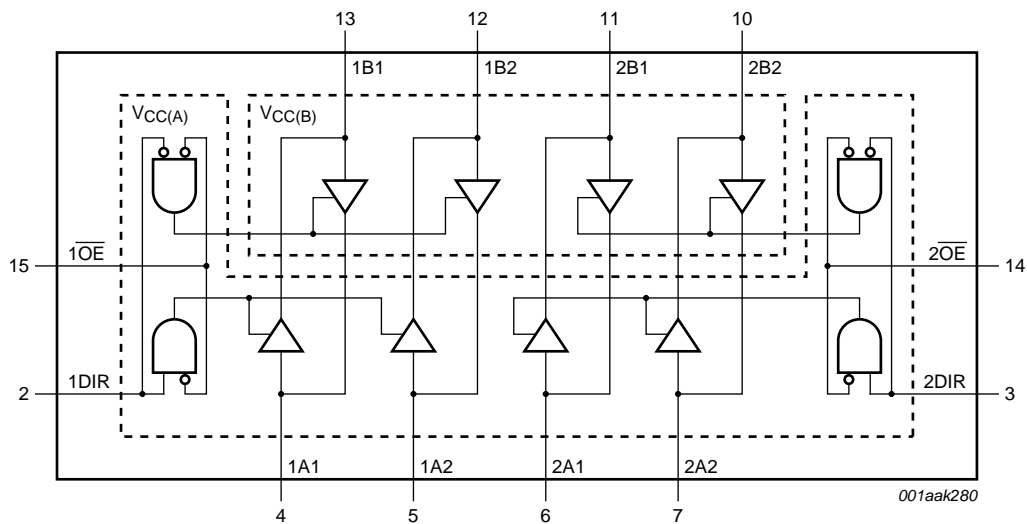 13 12 11 10
1B1 1B2 2B1 2B2
VCC(A) VCC(B)
1OE 2OE
15 14
2 1DIR 2DIR 3
1A1 1A2 2A1 2A2
001aak280
4 5 6 7